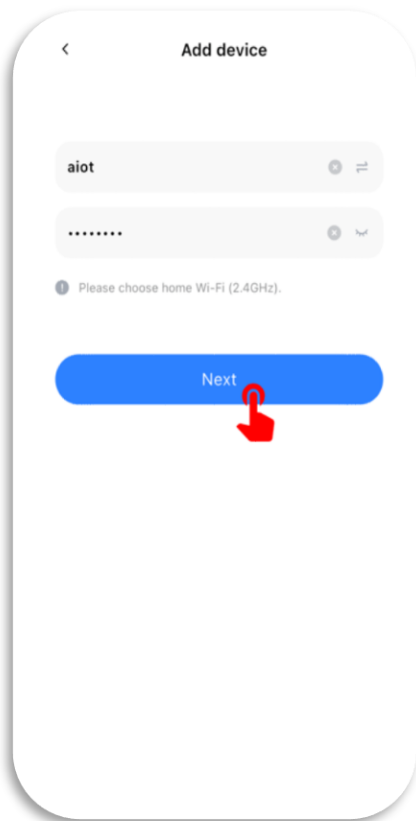 Add device
aiot
••••••••
Please choose home Wi-Fi (2.4GHz).
Next